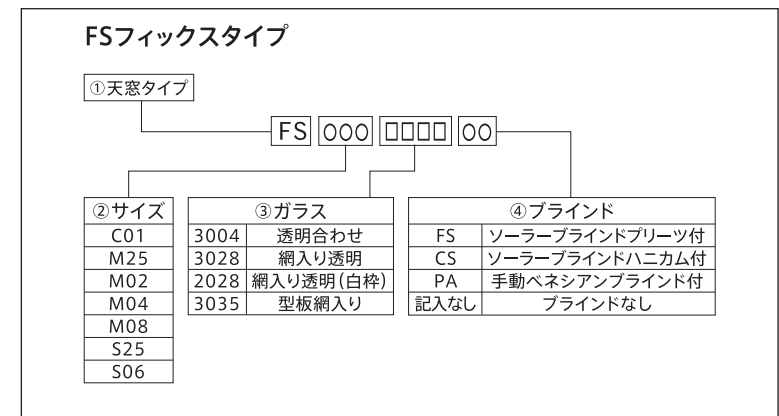 FSフィックスタイプ
①天窓タイプ
FS ○○○ □□□□ ○○
②サイズ
C01
M25
M02
M04
M08
S25
S06
③ガラス
3004 透明合わせ
3028 網入り透明
2028 網入り透明(白枠)
3035 型板網入り
④ブラインド
FS ソーラーブラインドプリーツ付
CS ソーラーブラインドハニカム付
PA 手動ベネシアンブラインド付
記入なし ブラインドなし